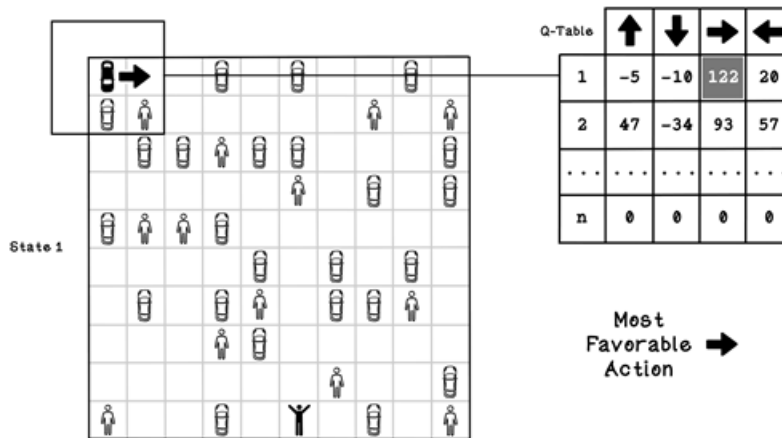 Q-Table
1 -5 -10 122 20
2 47 -34 93 57
... ... ... ... ...
n 0 0 0 0
State 1
Most
Favorable
Action